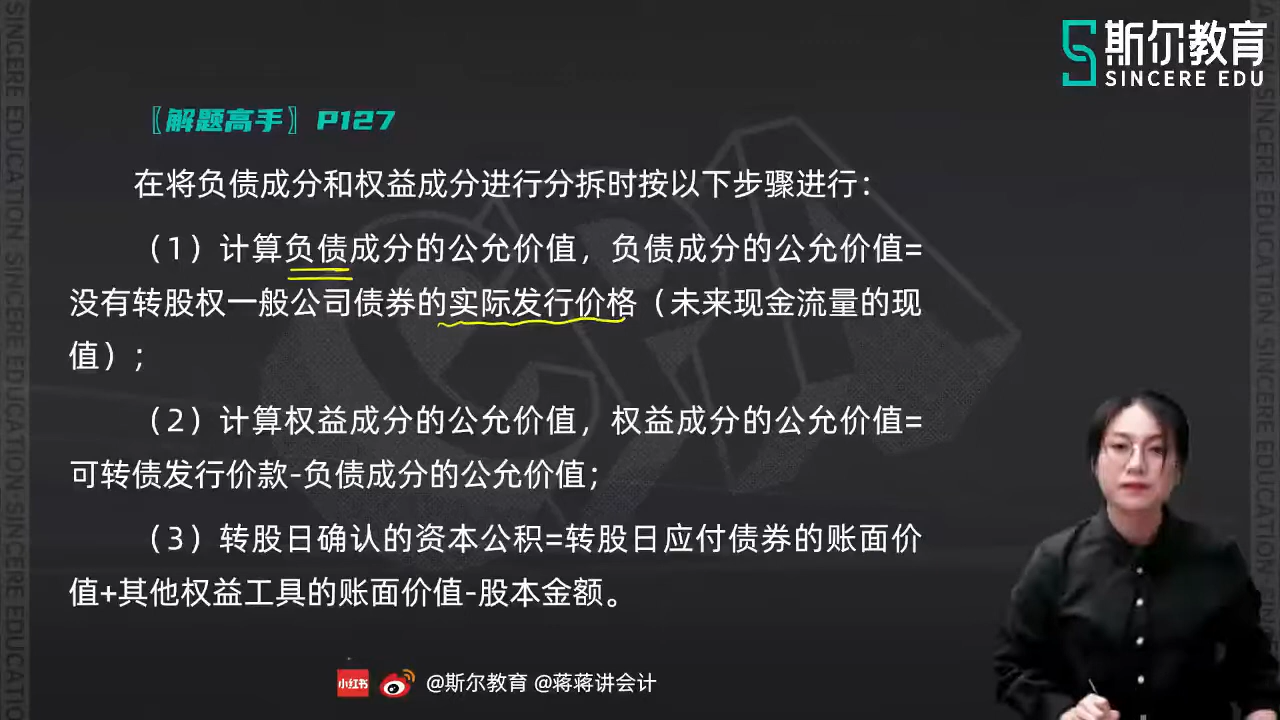 斯尔教育
SINCERE EDU
〖解题高手〗P127
在将负债成分和权益成分进行分拆时按以下步骤进行：
（1）计算负债成分的公允价值，负债成分的公允价值=
没有转股权一般公司债券的实际发行价格（未来现金流量的现
值）；
（2）计算权益成分的公允价值，权益成分的公允价值=
可转债发行价款-负债成分的公允价值；
（3）转股日确认的资本公积=转股日应付债券的账面价
值+其他权益工具的账面价值-股本金额。
小红书 @斯尔教育 @蒋蒋讲会计
SINCERE EDUCATION·SINCERE EDUCATION
CPA